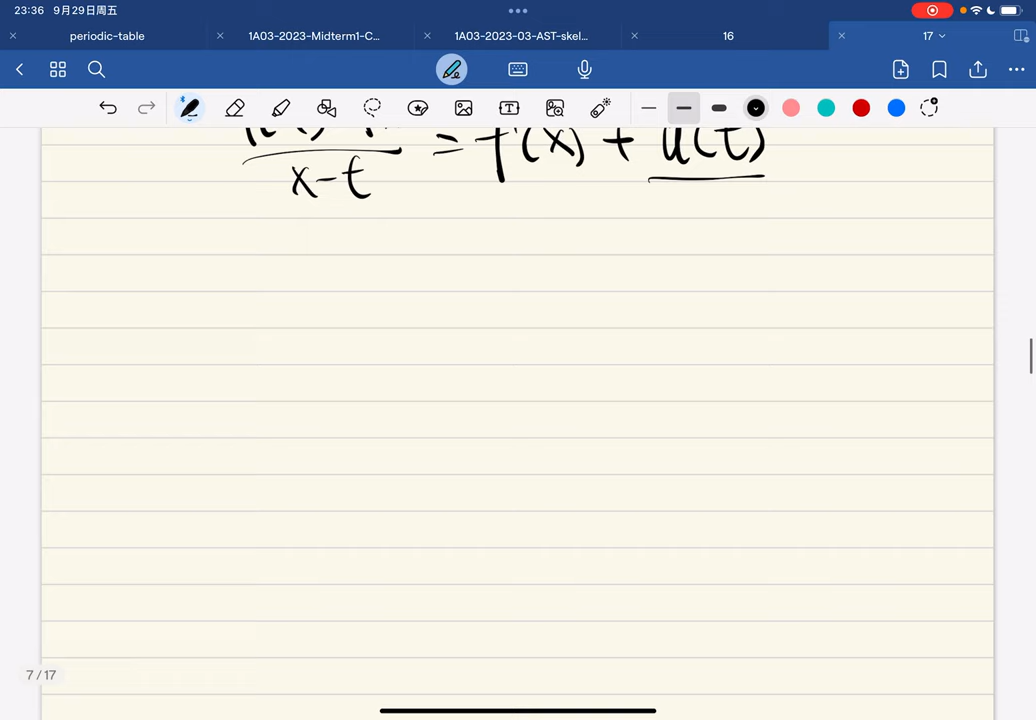 23:36 9月29日周五
periodic-table
1A03-2023-Midterm1-C...
1A03-2023-03-AST-skel...
16
17
x-t
= f'(x) + u(t)
7 / 17